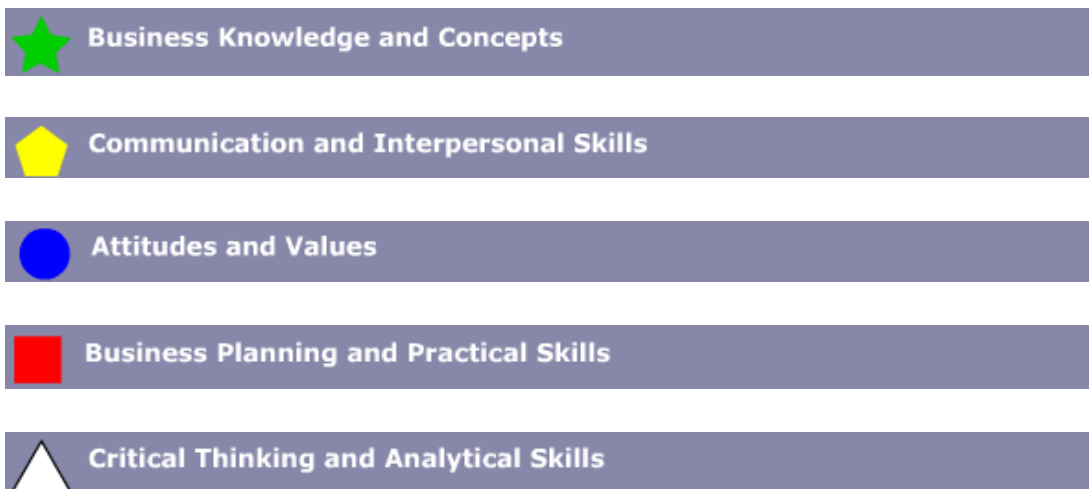 Business Knowledge and Concepts
Communication and Interpersonal Skills
Attitudes and Values
Business Planning and Practical Skills
Critical Thinking and Analytical Skills